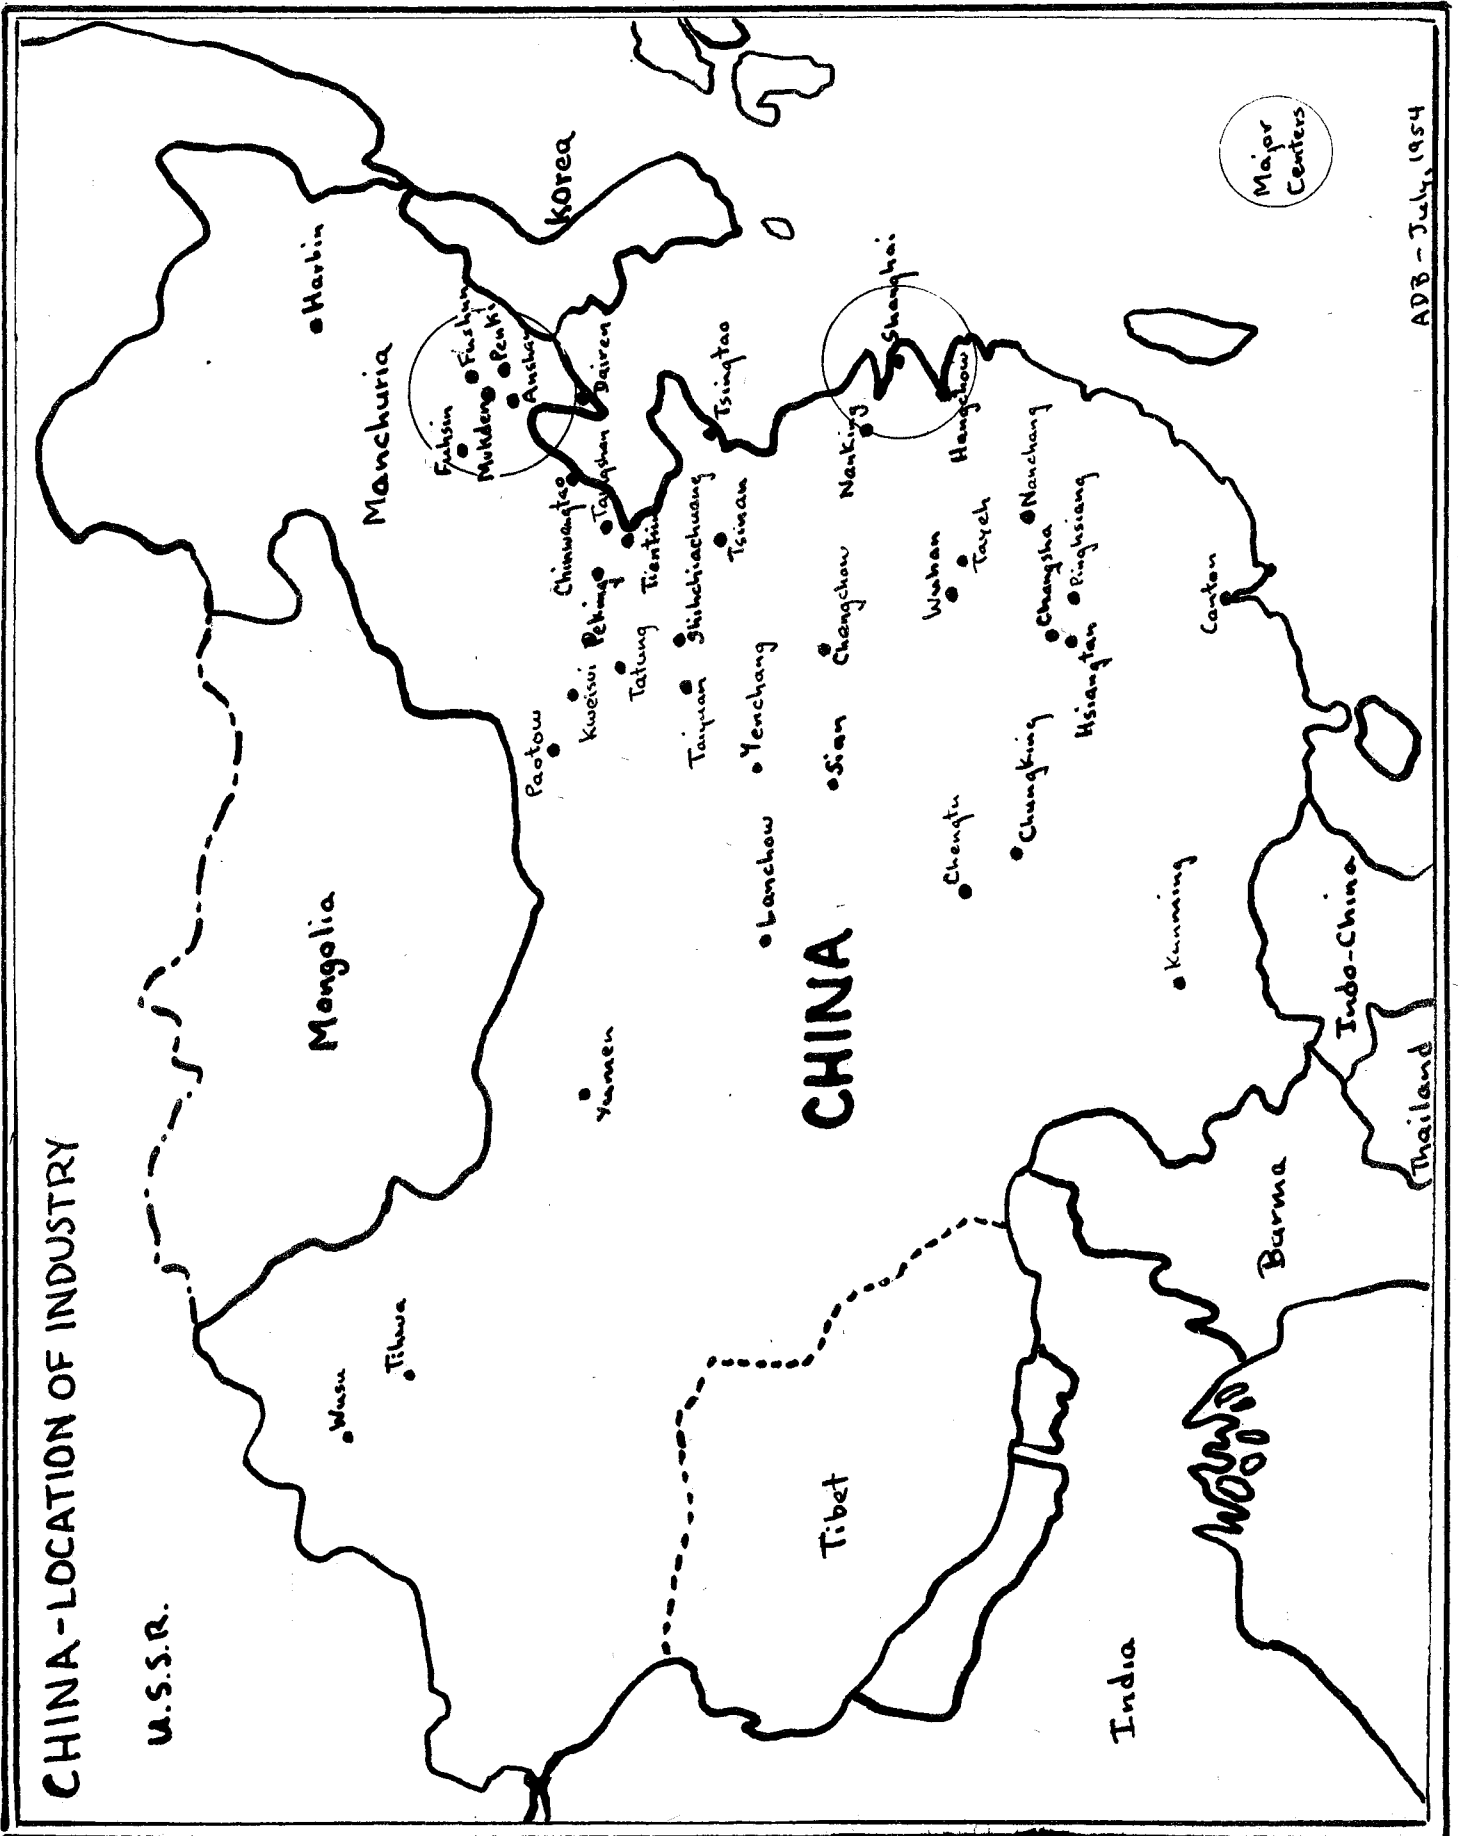 CHINA-LOCATION OF INDUSTRY
U.S.S.R.
Mongolia
Manchuria
Harbin
Korea
Fuhsin
Mukden
Fushun
Penki
Anshan
Dairen
Chinwangtao
Tangshan
Peking
Tientsin
Tatung
Kweisui
Paotow
Shihchiachuang
Taiyuan
Tsinan
Tsingtao
Yenchang
Lanchow
Yumen
Tihwa
Wusu
Sian
Chengchow
Nanking
Shanghai
Hangchow
Wuhan
Tayeh
Nanchang
Changsha
Pinghsiang
Hsiangtan
Chungking
Chengtu
Kunming
Canton
CHINA
Tibet
India
Burma
Thailand
Indo-China
Major
Centers
ADB - July, 1954